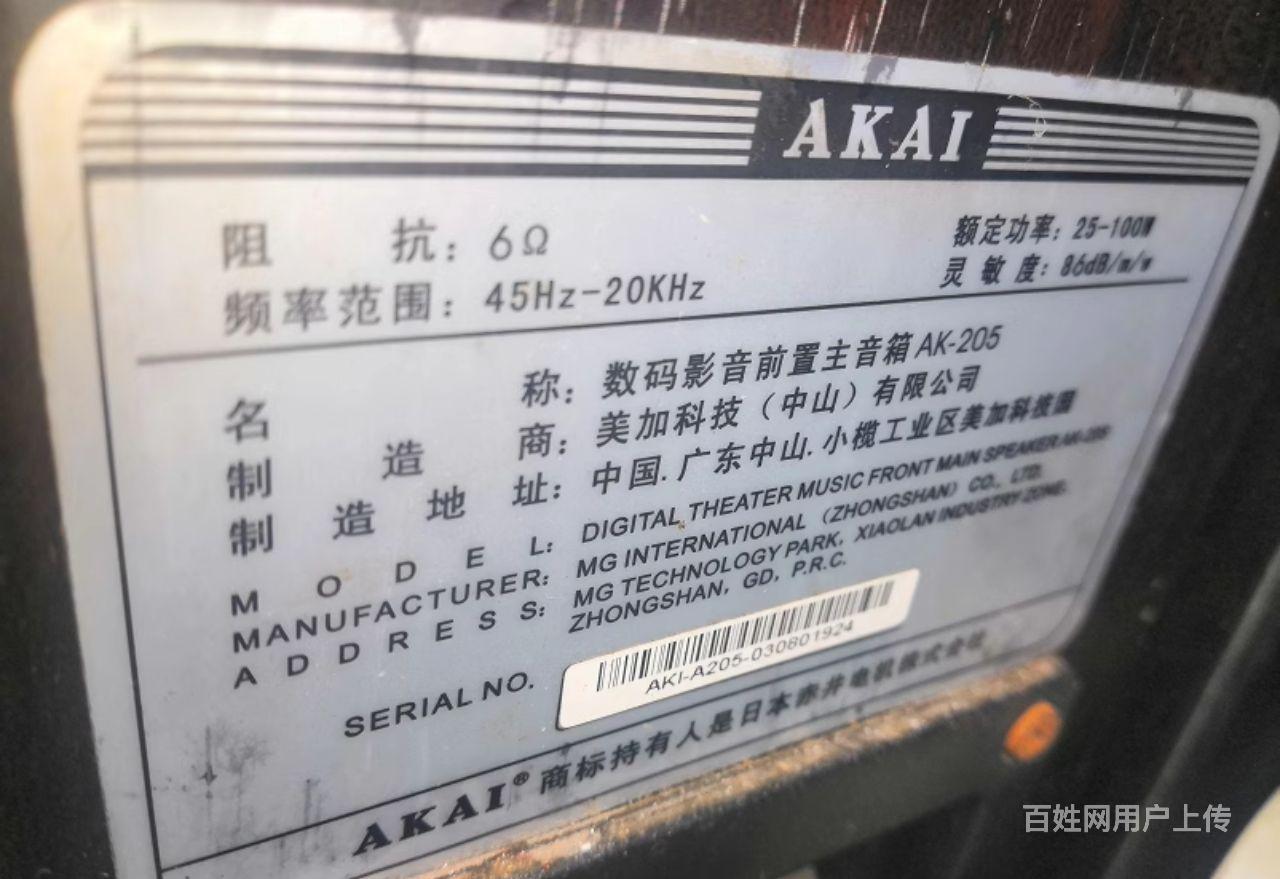 AKAI
阻 抗：6Ω
额定功率：25-100W
频率范围：45Hz-20KHz
灵敏度：86dB/m/w
名 称：数码影音前置主音箱AK-205
制 造 商：美加科技（中山）有限公司
制 造 地 址：中国.广东中山.小榄工业区美加科技园
MODEL: DIGITAL THEATER MUSIC FRONT MAIN SPEAKER AK-205
MANUFACTURER: MG INTERNATIONAL （ZHONGSHAN）CO., LTD.
ADDRESS: MG TECHNOLOGY PARK, XIAOLAN INDUSTRY ZONE,
ZHONGSHAN, GD, P.R.C.
SERIAL NO.
AKI-A205-030801924
AKAI® 商标持有人是日本赤井电机株式会社
百姓网用户上传